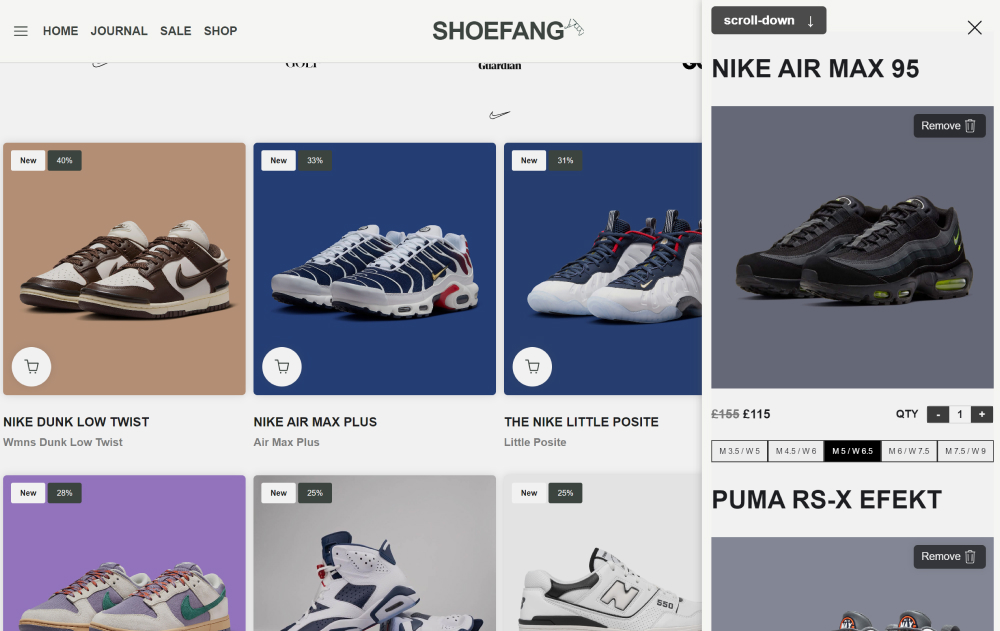 HOME JOURNAL SALE SHOP
SHOEFANG
GOLF
Guardian
New 40%
New 33%
New 31%
NIKE DUNK LOW TWIST
Wmns Dunk Low Twist
NIKE AIR MAX PLUS
Air Max Plus
THE NIKE LITTLE POSITE
Little Posite
New 28%
New 25%
New 25%
550
scroll-down ↓
NIKE AIR MAX 95
Remove
£155 £115
QTY - 1 +
M 3.5 / W 5
M 4.5 / W 6
M 5 / W 6.5
M 6 / W 7.5
M 7.5 / W 9
PUMA RS-X EFEKT
Remove